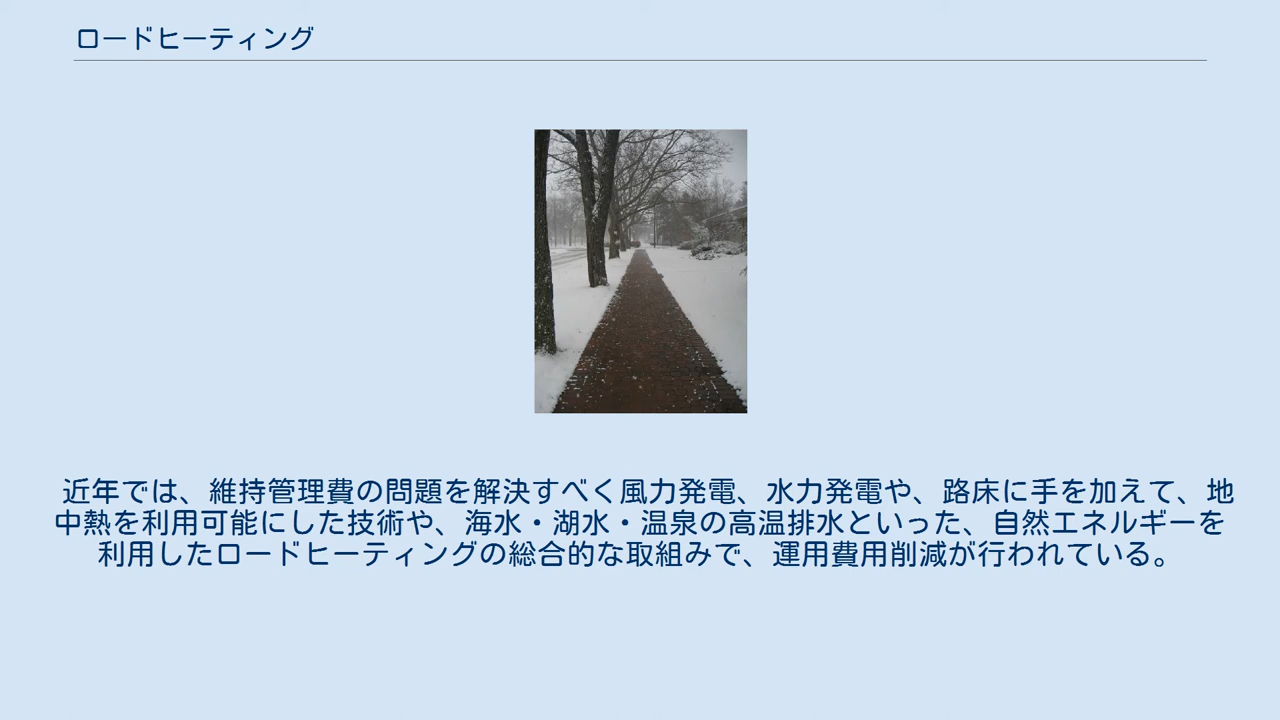 ロードヒーティング
近年では、維持管理費の問題を解決すべく風力発電、水力発電や、路床に手を加えて、地
中熱を利用可能にした技術や、海水・湖水・温泉の高温排水といった、自然エネルギーを
利用したロードヒーティングの総合的な取組みで、運用費用削減が行われている。